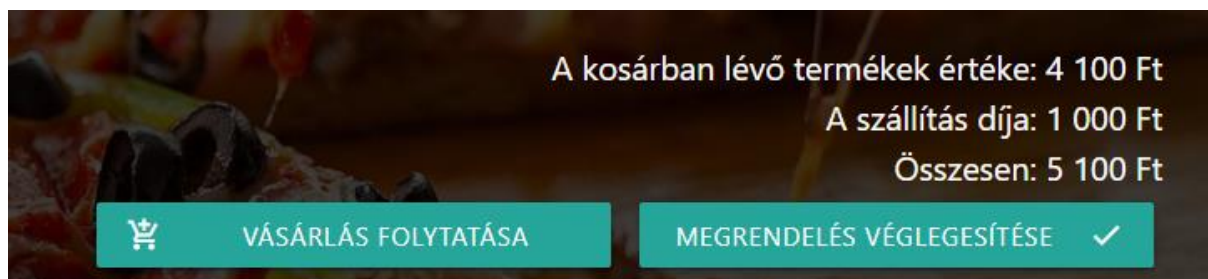 A kosárban lévő termékek értéke: 4 100 Ft
A szállítás díja: 1 000 Ft
Összesen: 5 100 Ft
VÁSÁRLÁS FOLYTATÁSA
MEGRENDELÉS VÉGLEGESÍTÉSE